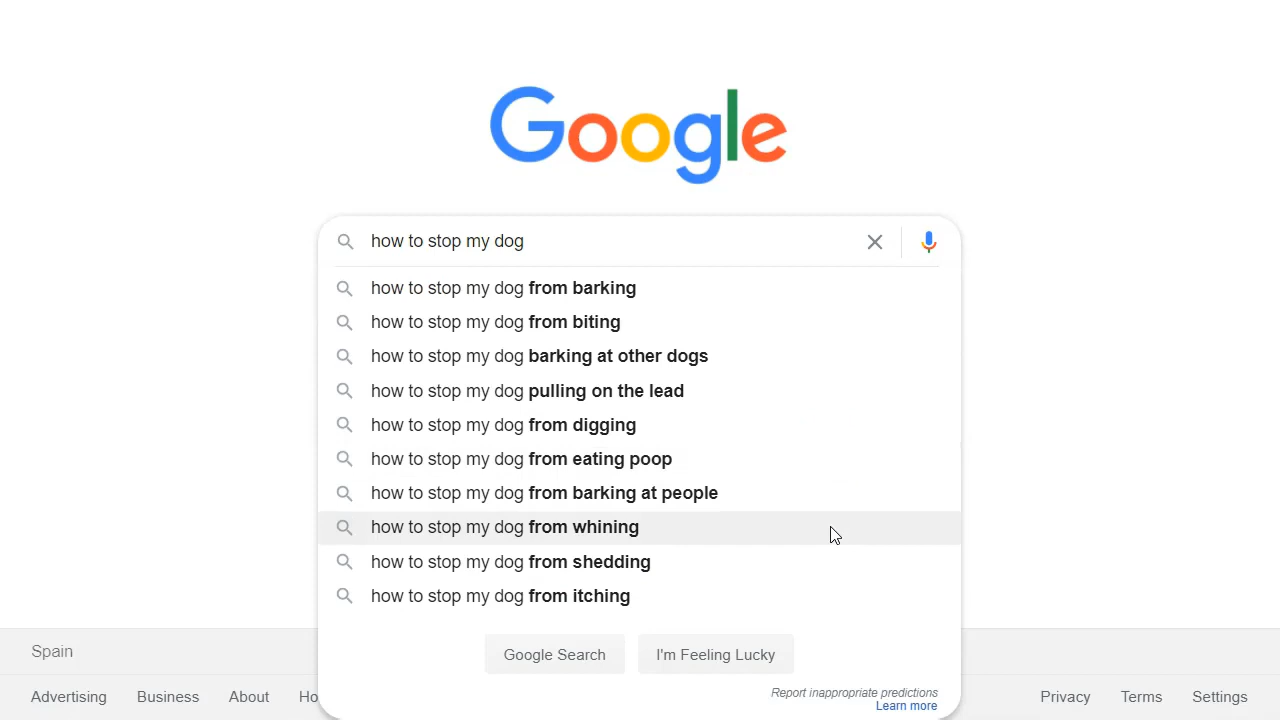 Google
how to stop my dog
how to stop my dog from barking
how to stop my dog from biting
how to stop my dog barking at other dogs
how to stop my dog pulling on the lead
how to stop my dog from digging
how to stop my dog from eating poop
how to stop my dog from barking at people
how to stop my dog from whining
how to stop my dog from shedding
how to stop my dog from itching
Google Search I'm Feeling Lucky
Spain
Report inappropriate predictions
Learn more
Advertising Business About Ho Privacy Terms Settings